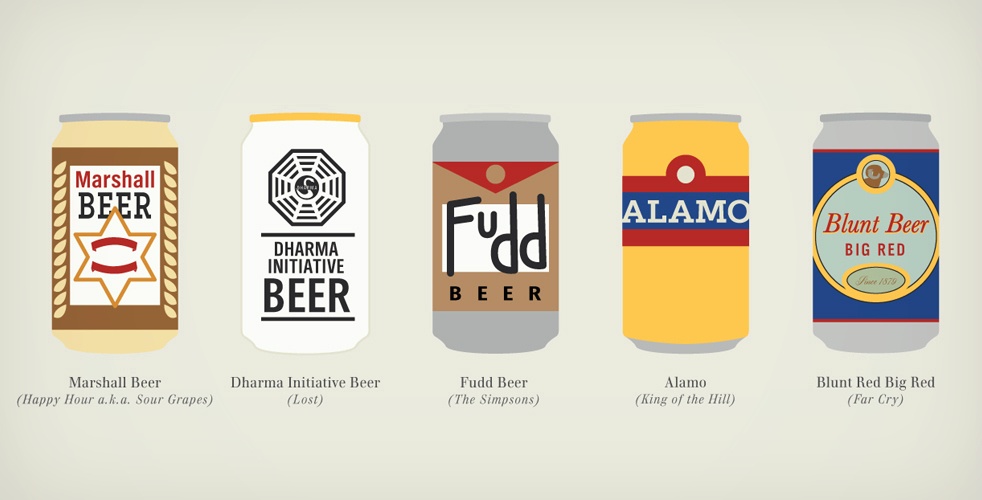 Marshall
BEER
DHARMA
DHARMA
INITIATIVE
BEER
Fudd
BEER
ALAMO
Blunt Beer
BIG RED
Since 1879
Marshall Beer
(Happy Hour a.k.a. Sour Grapes)
Dharma Initiative Beer
(Lost)
Fudd Beer
(The Simpsons)
Alamo
(King of the Hill)
Blunt Red Big Red
(Far Cry)